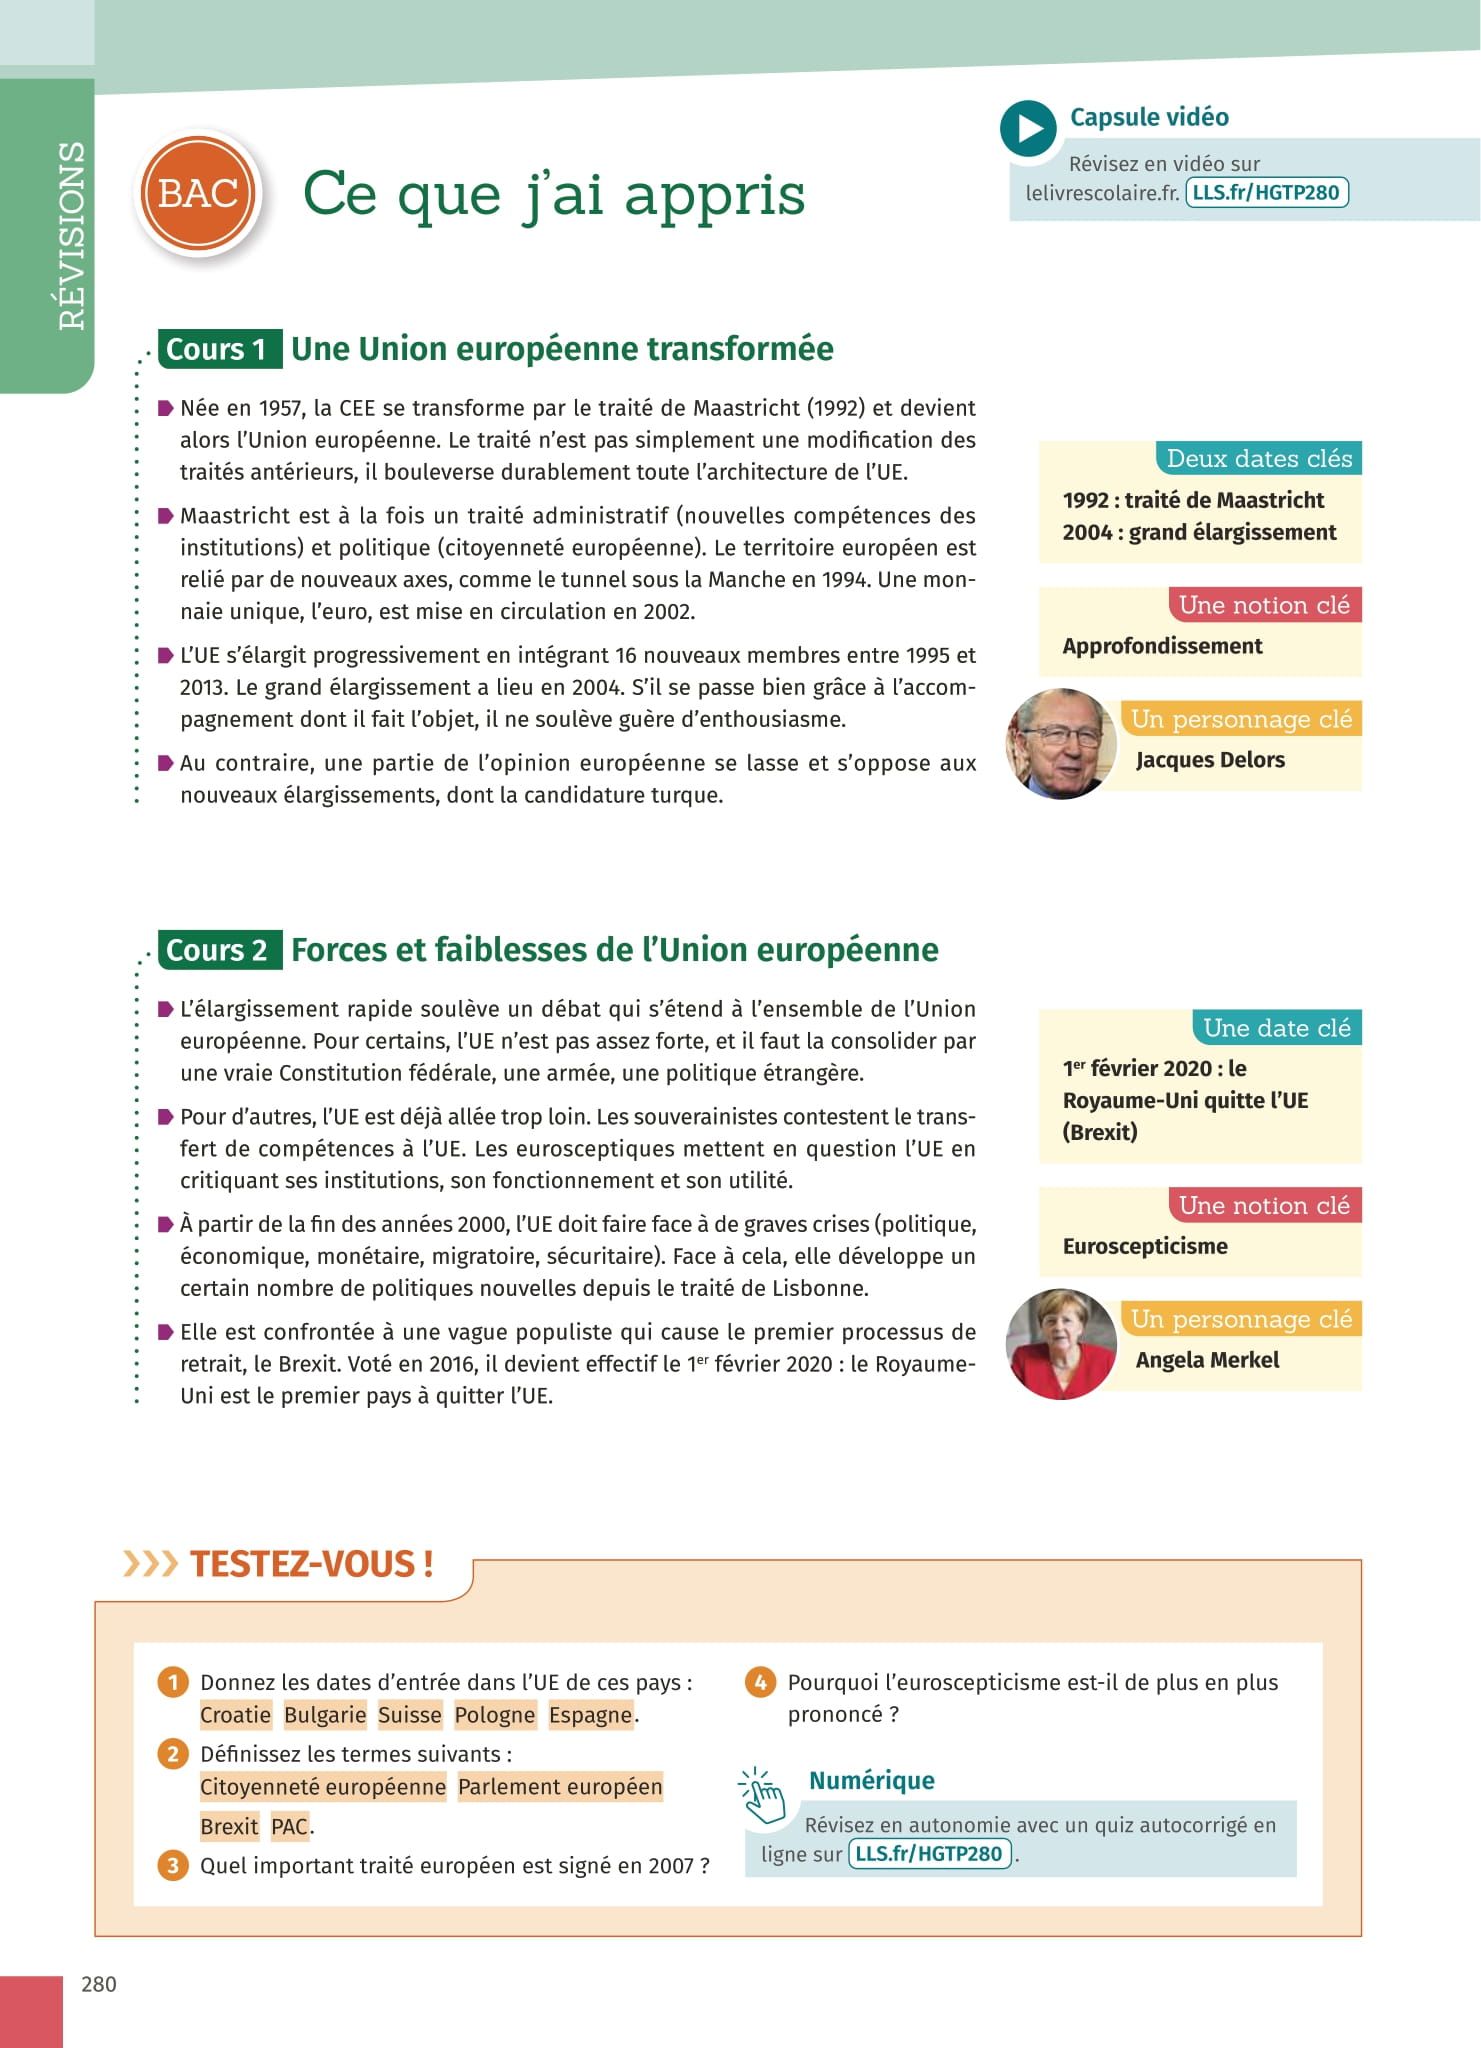 RÉVISIONS
BAC
Ce que j'ai appris
Capsule vidéo
Révisez en vidéo sur
lelivrescolaire.fr. LLS.fr/HGTP280
Cours 1 Une Union européenne transformée
Née en 1957, la CEE se transforme par le traité de Maastricht (1992) et devient
alors l'Union européenne. Le traité n'est pas simplement une modification des
traités antérieurs, il bouleverse durablement toute l'architecture de l'UE.
Maastricht est à la fois un traité administratif (nouvelles compétences des
institutions) et politique (citoyenneté européenne). Le territoire européen est
relié par de nouveaux axes, comme le tunnel sous la Manche en 1994. Une mon-
naie unique, l'euro, est mise en circulation en 2002.
L'UE s'élargit progressivement en intégrant 16 nouveaux membres entre 1995 et
2013. Le grand élargissement a lieu en 2004. S'il se passe bien grâce à l'accom-
pagnement dont il fait l'objet, il ne soulève guère d'enthousiasme.
Au contraire, une partie de l'opinion européenne se lasse et s'oppose aux
nouveaux élargissements, dont la candidature turque.
Deux dates clés
1992 : traité de Maastricht
2004 : grand élargissement
Une notion clé
Approfondissement
Un personnage clé
Jacques Delors
Cours 2 Forces et faiblesses de l'Union européenne
L'élargissement rapide soulève un débat qui s'étend à l'ensemble de l'Union
européenne. Pour certains, l'UE n'est pas assez forte, et il faut la consolider par
une vraie Constitution fédérale, une armée, une politique étrangère.
Pour d'autres, l'UE est déjà allée trop loin. Les souverainistes contestent le trans-
fert de compétences à l'UE. Les eurosceptiques mettent en question l'UE en
critiquant ses institutions, son fonctionnement et son utilité.
À partir de la fin des années 2000, l'UE doit faire face à de graves crises (politique,
économique, monétaire, migratoire, sécuritaire). Face à cela, elle développe un
certain nombre de politiques nouvelles depuis le traité de Lisbonne.
Elle est confrontée à une vague populiste qui cause le premier processus de
retrait, le Brexit. Voté en 2016, il devient effectif le 1er février 2020 : le Royaume-
Uni est le premier pays à quitter l'UE.
Une date clé
1er février 2020 : le
Royaume-Uni quitte l'UE
(Brexit)
Une notion clé
Euroscepticisme
Un personnage clé
Angela Merkel
TESTEZ-VOUS !
1 Donnez les dates d'entrée dans l'UE de ces pays :
Croatie Bulgarie Suisse Pologne Espagne.
2 Définissez les termes suivants :
Citoyenneté européenne Parlement européen
Brexit PAC.
3 Quel important traité européen est signé en 2007 ?
4 Pourquoi l'euroscepticisme est-il de plus en plus
prononcé ?
Numérique
Révisez en autonomie avec un quiz autocorrigé en
ligne sur LLS.fr/HGTP280 .
280